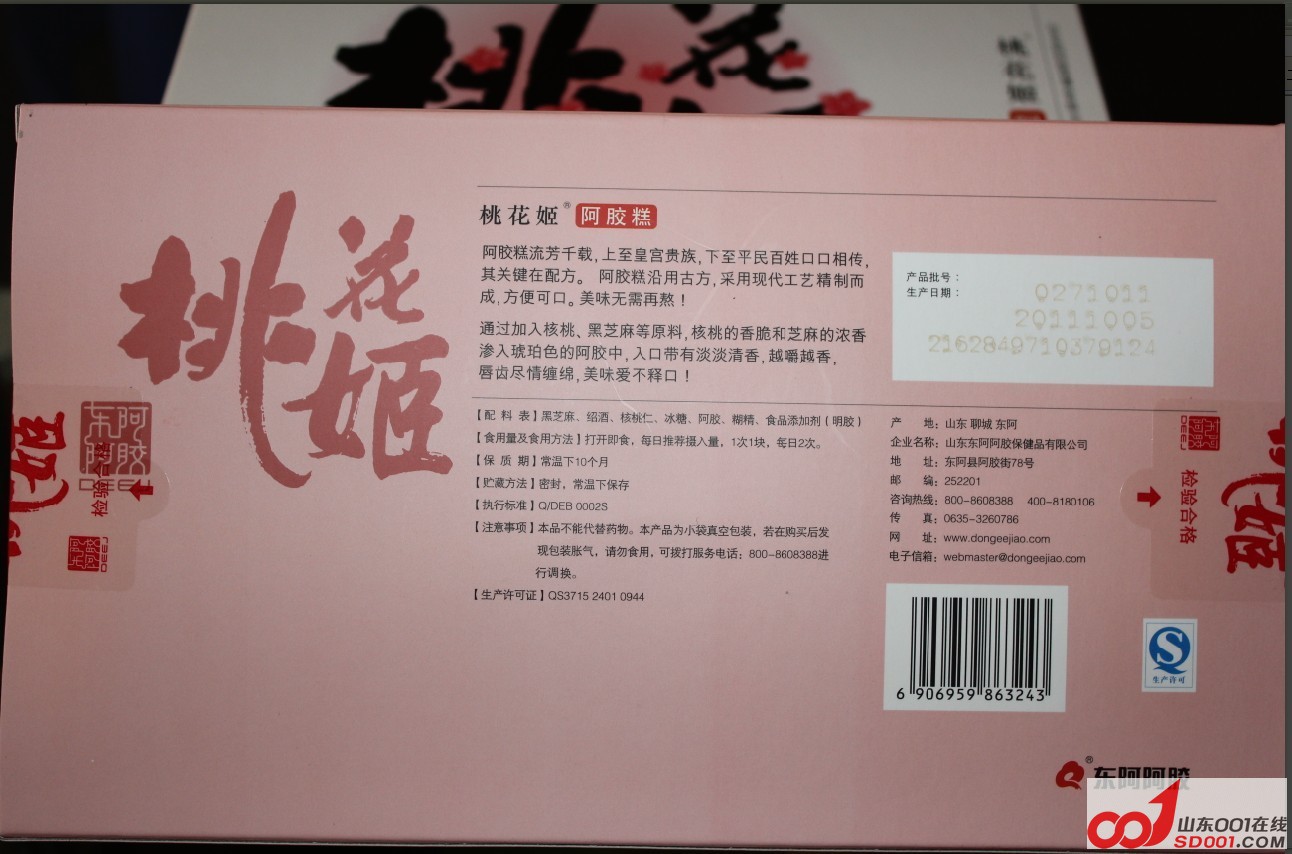 桃花
桃花姬
桃花姬
桃花姬® 阿胶糕
阿胶糕流芳千载，上至皇宫贵族，下至平民百姓口口相传，
其关键在配方。 阿胶糕沿用古方，采用现代工艺精制而
成，方便可口。美味无需再熬！
通过加入核桃、黑芝麻等原料，核桃的香脆和芝麻的浓香
渗入琥珀色的阿胶中，入口带有淡淡清香，越嚼越香，
唇齿尽情缠绵，美味爱不释口！
【配 料 表】黑芝麻、绍酒、核桃仁、冰糖、阿胶、糊精、食品添加剂（明胶）
【食用量及食用方法】打开即食，每日推荐摄入量，1次1块，每日2次。
【保 质 期】常温下10个月
【贮藏方法】密封，常温下保存
【执行标准】Q/DEB 0002S
【注意事项】本品不能代替药物。本产品为小袋真空包装，若在购买后发
现包装胀气，请勿食用，可拨打服务电话：800-8608388进
行调换。
【生产许可证】QS3715 2401 0944
产品批号：
生产日期：
0271011
20111005
2162849710379124
产 地：山东 聊城 东阿
企业名称：山东东阿阿胶保健品有限公司
地 址：东阿县阿胶街78号
邮 编：252201
咨询热线：800-8608388 400-8180106
传 真：0635-3260786
网 址：www.dongeejiao.com
电子信箱：webmaster@dongeejiao.com
6 906959 863243
生产许可
东阿阿胶
检验合格
东阿阿胶
DEEJ
东阿阿胶
DEEJ
检验合格
®
东阿阿胶
山东001在线
SD001.COM